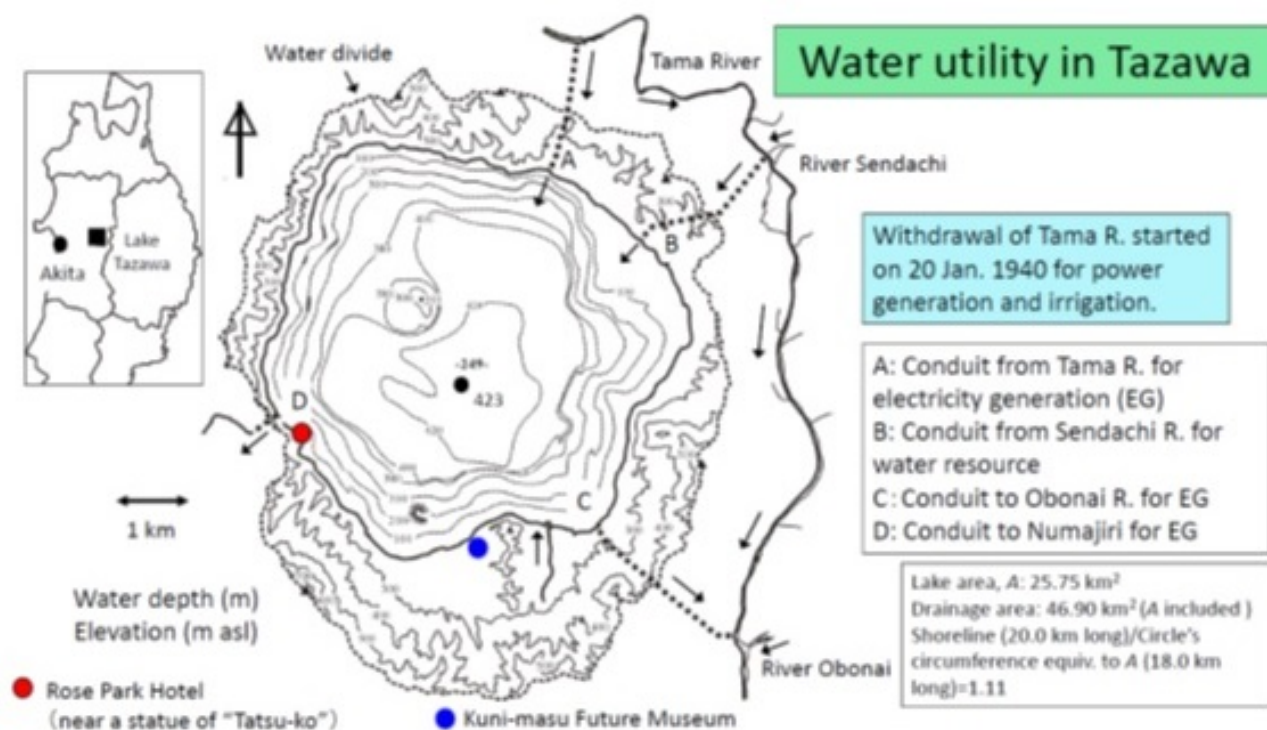 Water utility in Tazawa
Water divide
Tama River
River Sendachi
Akita
Lake
Tazawa
A
B
Withdrawal of Tama R. started
on 20 Jan. 1940 for power
generation and irrigation.
-249-
423
D
C
1 km
A: Conduit from Tama R. for
electricity generation (EG)
B: Conduit from Sendachi R. for
water resource
C: Conduit to Obonai R. for EG
D: Conduit to Numajiri for EG
Water depth (m)
Elevation (m asl)
Lake area, A: 25.75 km²
Drainage area: 46.90 km² (A included )
Shoreline (20.0 km long)/Circle's
circumference equiv. to A (18.0 km
long)=1.11
River Obonai
Rose Park Hotel
(near a statue of "Tatsu-ko")
Kuni-masu Future Museum